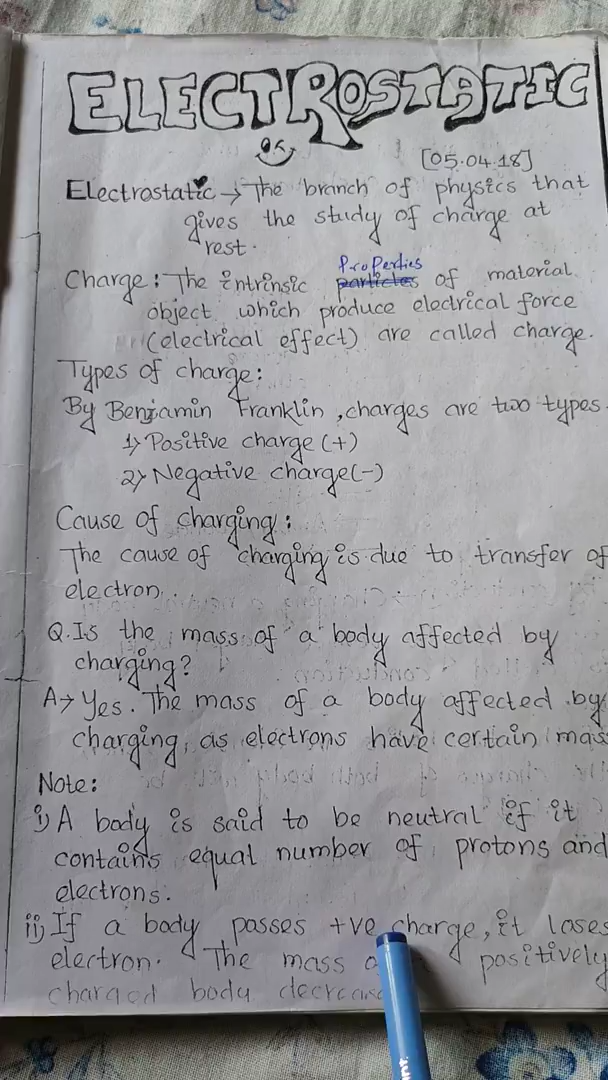 ELECTROSTATIC
[05.04.18]
Electrostatic → The branch of physics that
gives the study of charge at
rest.
Properties
Charge: The intrinsic particles of material
object which produce electrical force
(electrical effect) are called charge.
Types of charge:
By Benjamin Franklin, charges are two types.
1) Positive charge (+)
2) Negative charge (-)
Cause of charging:
The cause of charging is due to transfer of
electron.
Q. Is the mass of a body affected by
charging?
A → Yes. The mass of a body affected by
charging, as electrons have certain mass
Note:
i) A body is said to be neutral if it
contains equal number of protons and
electrons.
ii) If a body passes +ve charge, it loses
electron. The mass positively
charged body decreas